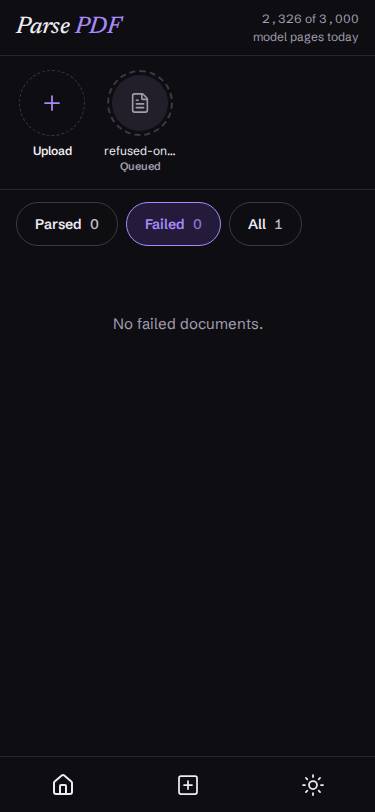 Parse PDF
2,326 of 3,000
model pages today
Upload
refused-on…
Queued
Parsed 0
Failed 0
All 1
No failed documents.